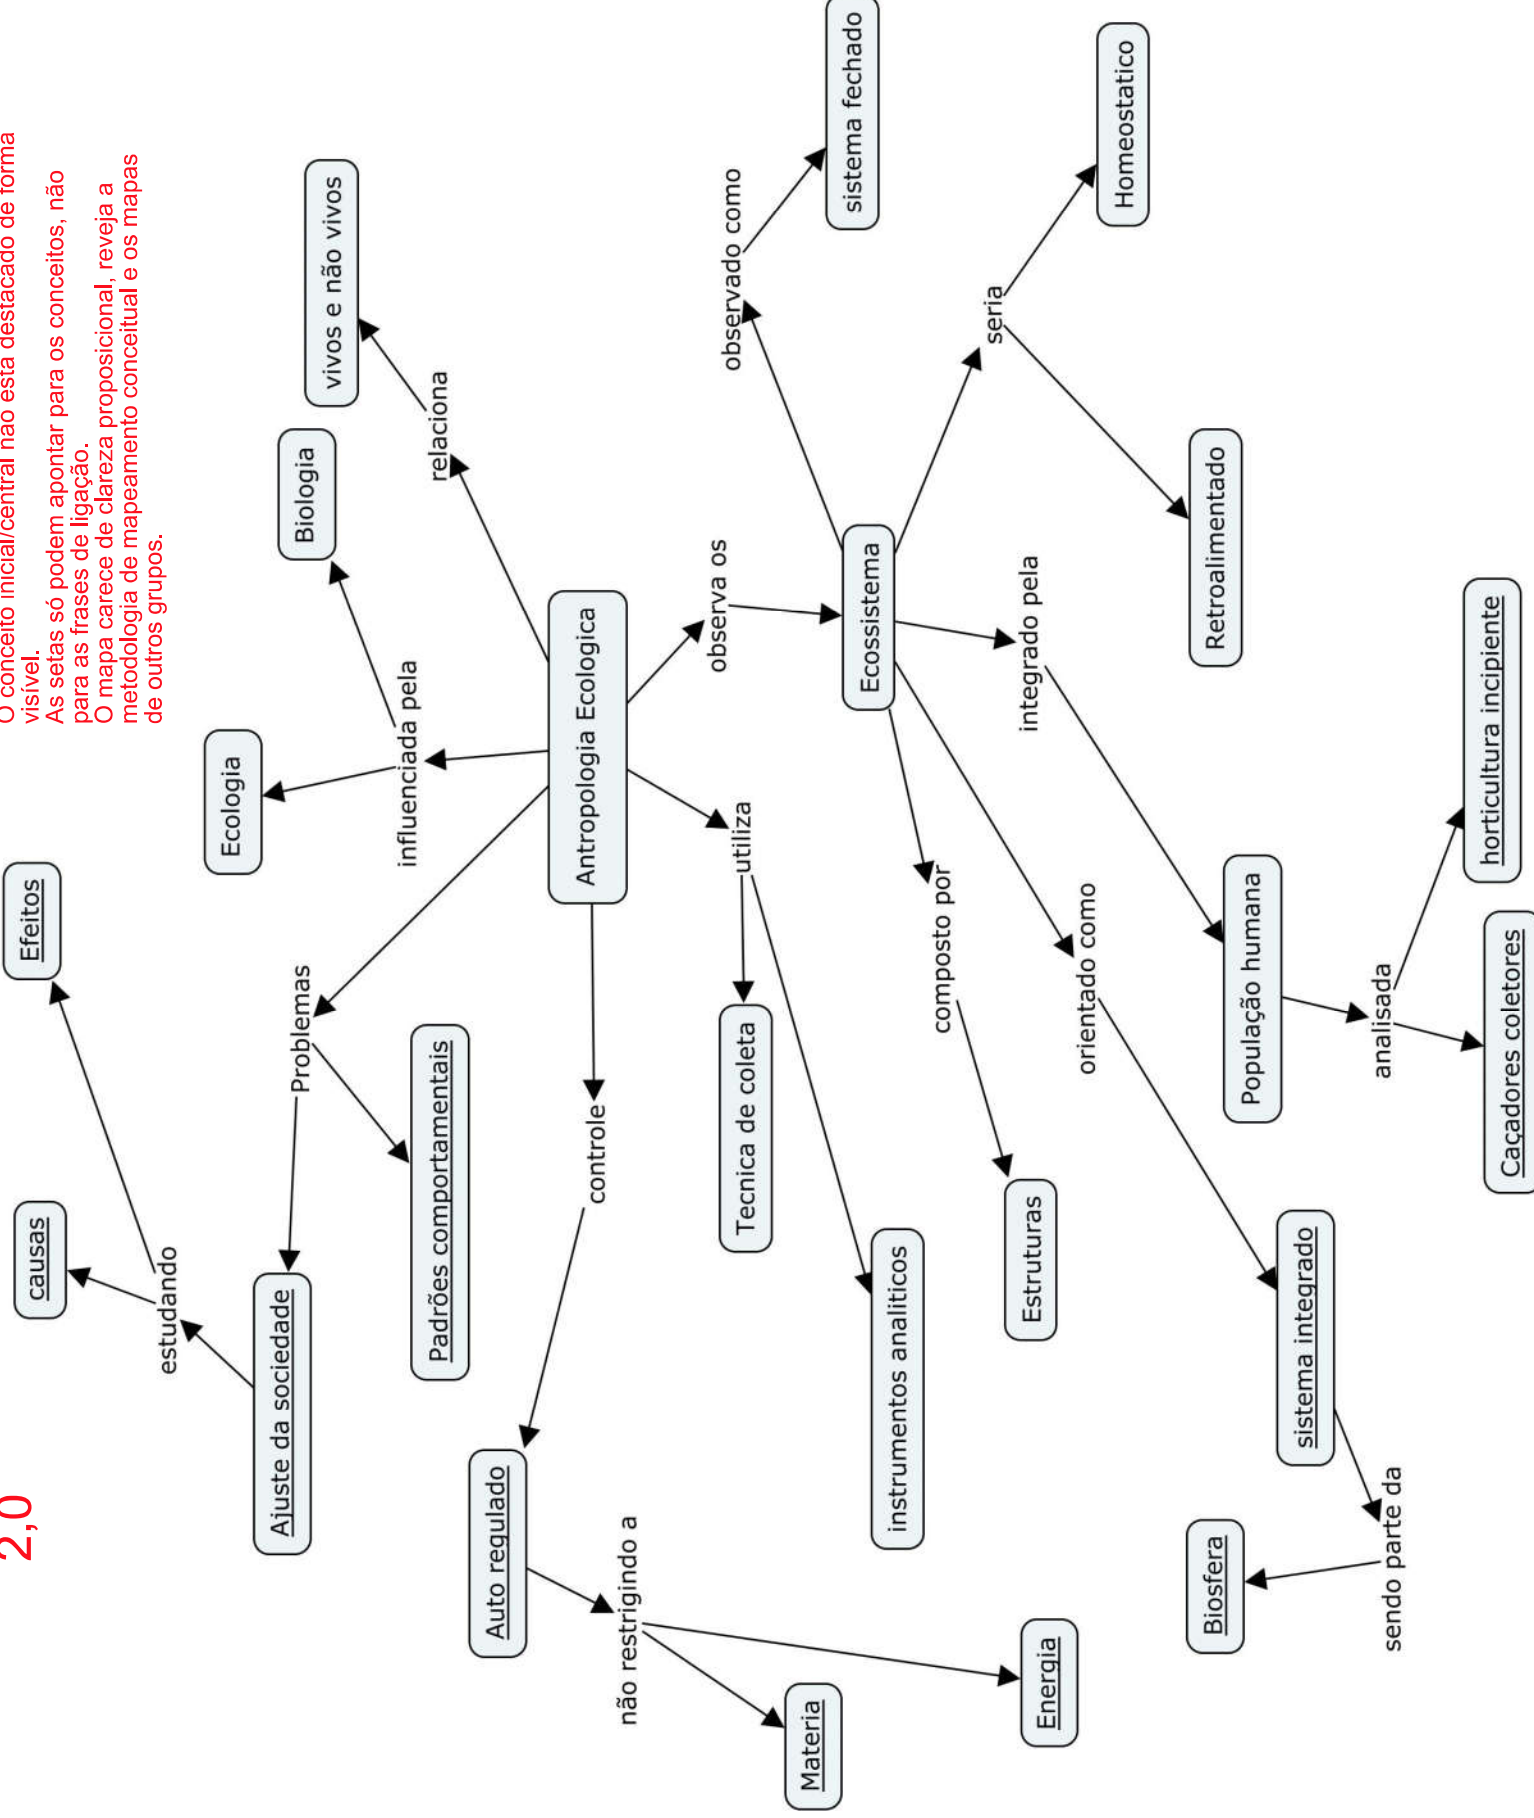 2,0
O conceito inicial/central nao esta destacado de forma
visível.
As setas só podem apontar para os conceitos, não
para as frases de ligação.
O mapa carece de clareza proposicional, reveja a
metodologia de mapeamento conceitual e os mapas
de outros grupos.
causas
Efeitos
estudando
Ecologia
Biologia
vivos e não vivos
Ajuste da sociedade
Problemas
influenciada pela
relaciona
Padrões comportamentais
Auto regulado
controle
Antropologia Ecologica
não restrigindo a
Tecnica de coleta
utiliza
observa os
observado como
Materia
instrumentos analiticos
Ecossistema
sistema fechado
composto por
seria
Energia
Estruturas
orientado como
integrado pela
Homeostatico
Biosfera
sistema integrado
População humana
Retroalimentado
sendo parte da
analisada
Caçadores coletores
horticultura incipiente